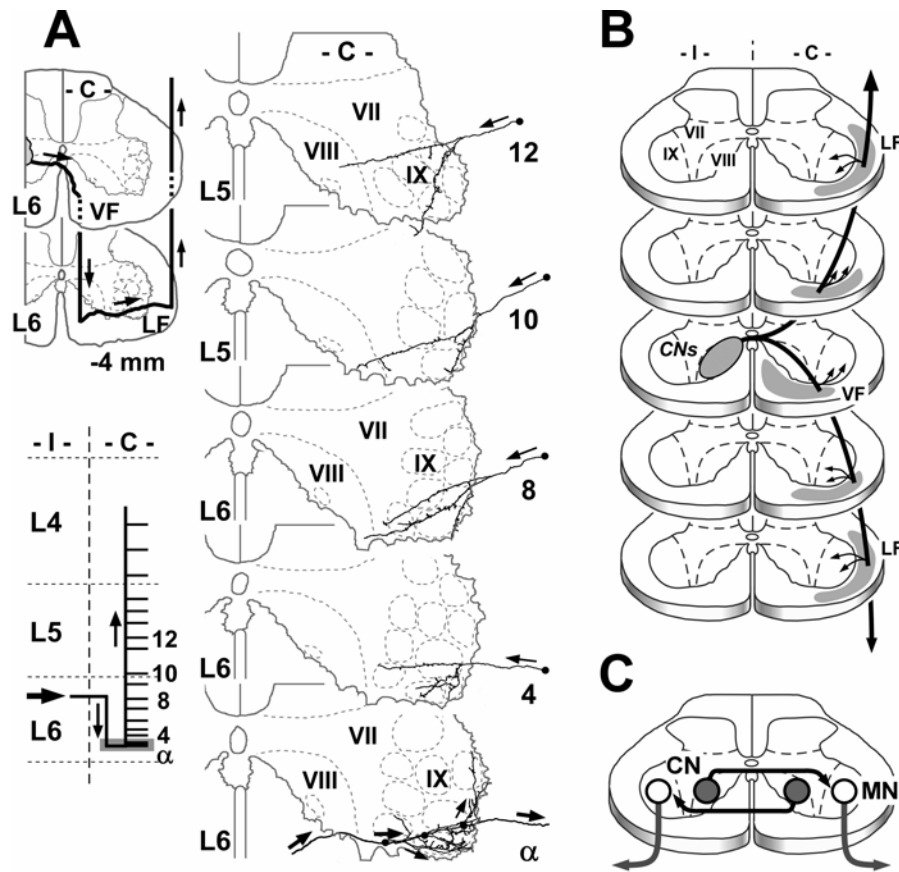 A
- C -
L6
VF
L6
LF
-4 mm
- I -
- C -
L4
L5
12
10
8
L6
4
α
- C -
VII
VIII
IX
12
L5
10
L5
VII
VIII
IX
8
L6
4
L6
VII
VIII
IX
L6
α
B
- I -
- C -
VII
IX
VIII
LF
CNs
VF
LF
C
CN
MN